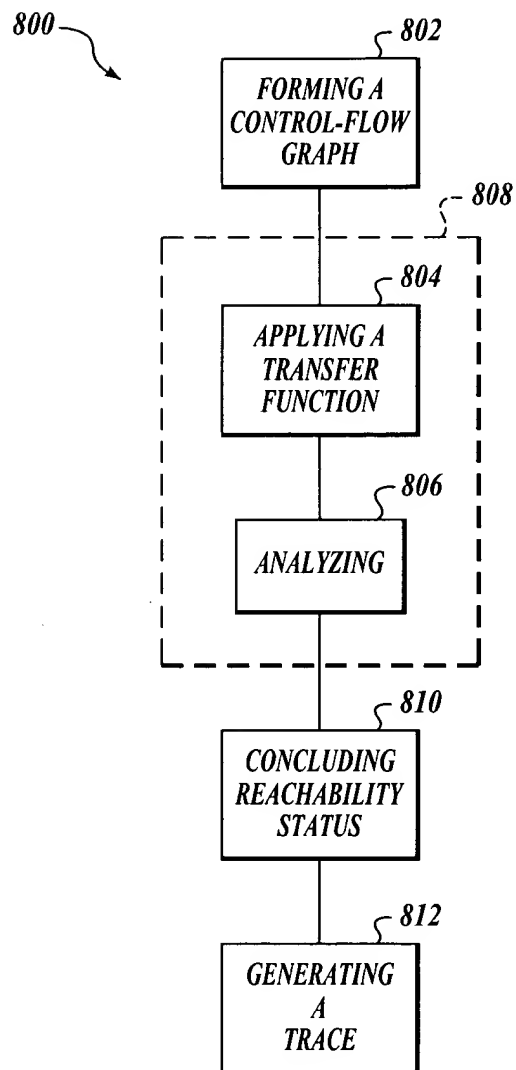 800
802
FORMING A
CONTROL-FLOW
GRAPH
808
804
APPLYING A
TRANSFER
FUNCTION
806
ANALYZING
810
CONCLUDING
REACHABILITY
STATUS
812
GENERATING
A
TRACE